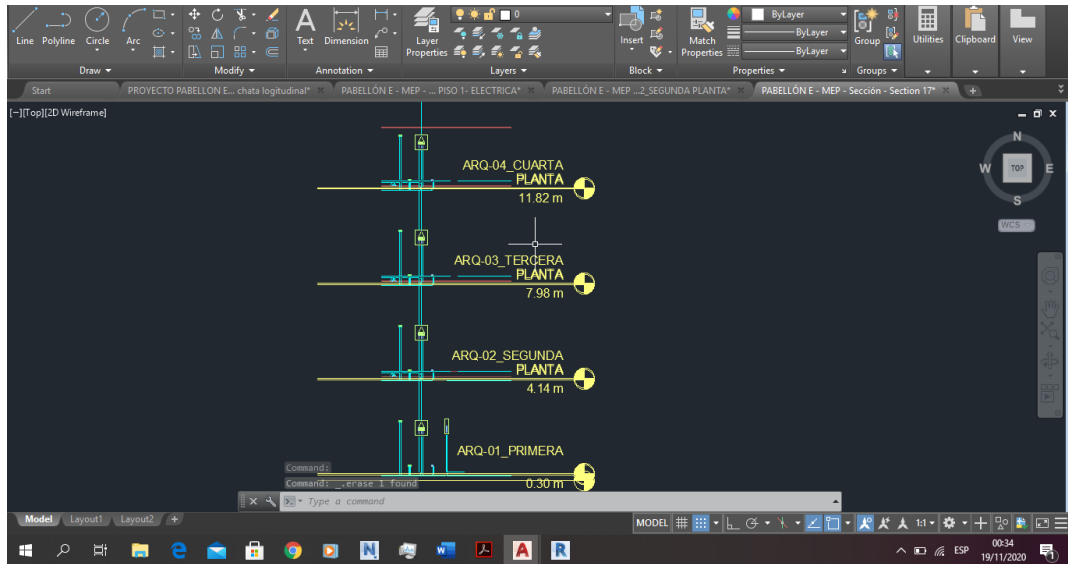 0
Line Polyline Circle Arc
Text Dimension
Layer
Properties
Insert
Match
Properties
ByLayer
ByLayer
ByLayer
Group
Utilities
Clipboard
View
Draw
Modify
Annotation
Layers
Block
Properties
Groups
Start
PROYECTO PABELLON E... chata logitudinal*
PABELLÓN E - MEP - ... PISO 1- ELECTRICA*
PABELLÓN E - MEP ...2_SEGUNDA PLANTA*
PABELLÓN E - MEP - Sección - Section 17*
[−][Top][2D Wireframe]
N
W TOP E
S
WCS
ARQ-04_CUARTA
PLANTA
11.82 m
ARQ-03_TERCERA
PLANTA
7.98 m
ARQ-02_SEGUNDA
PLANTA
4.14 m
ARQ-01_PRIMERA
0.30 m
Command:
Command: _.erase 1 found
Type a command
Model Layout1 Layout2 +
MODEL
1:1
ESP
00:34
19/11/2020